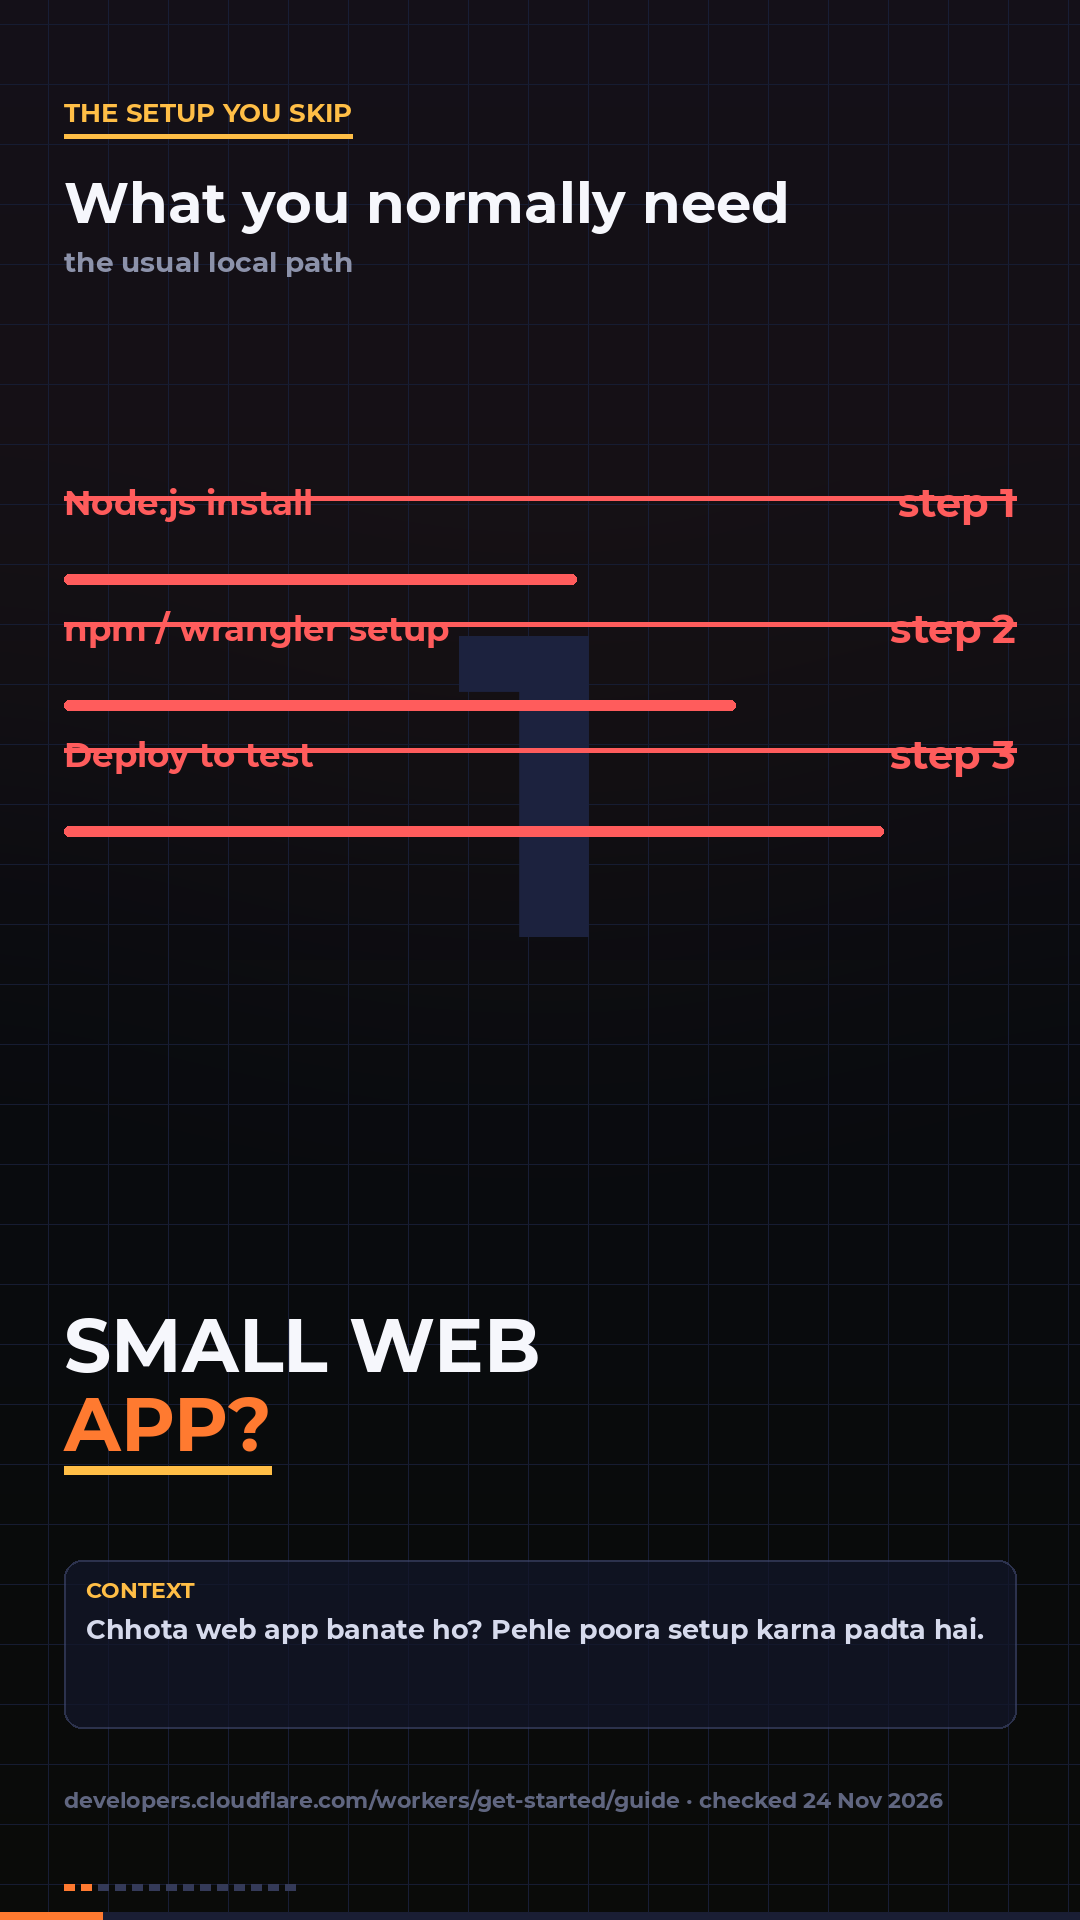 THE SETUP YOU SKIP
What you normally need
the usual local path
Node.js install step 1
npm / wrangler setup step 2
Deploy to test step 3
1
SMALL WEB
APP?
CONTEXT
Chhota web app banate ho? Pehle poora setup karna padta hai.
developers.cloudflare.com/workers/get-started/guide · checked 24 Nov 2026